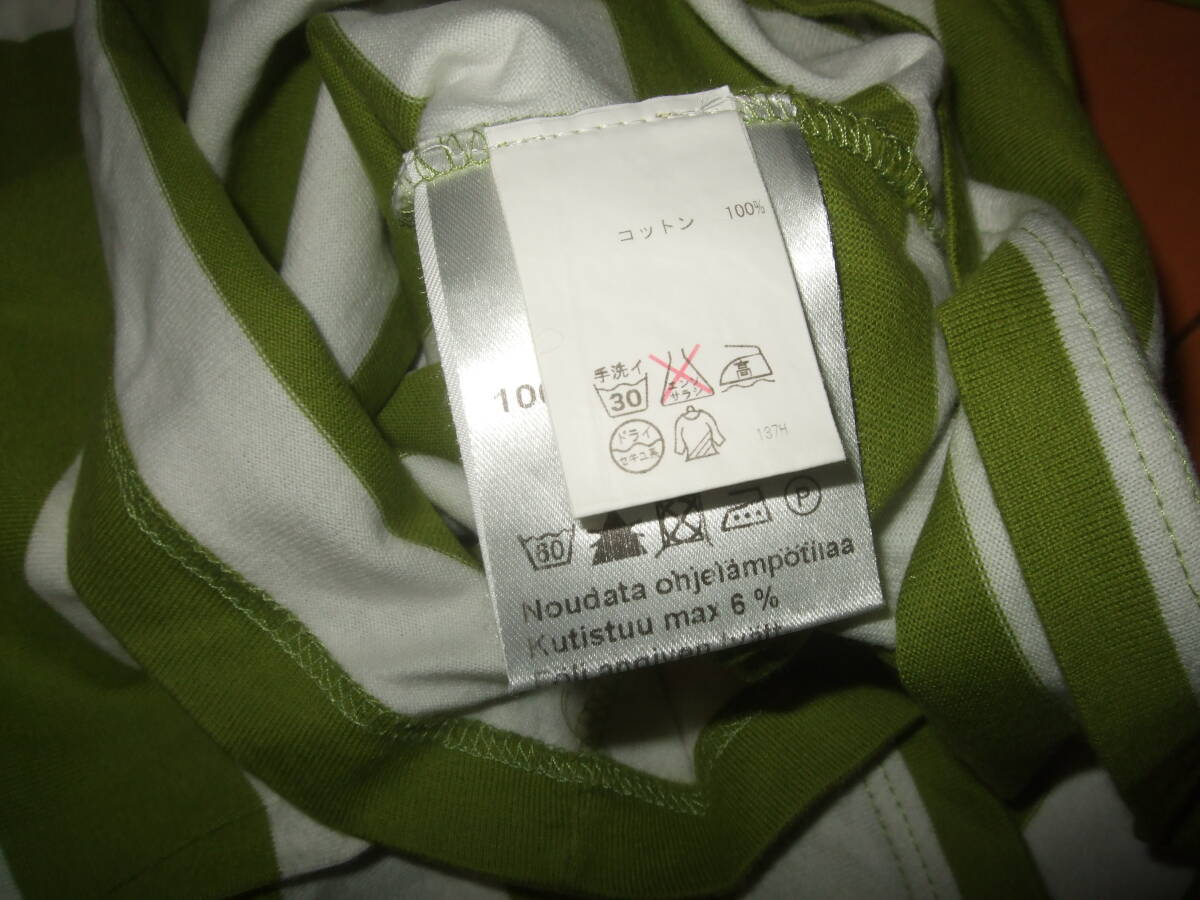 コットン 100%
手洗イ
30
エンソ
サラシ
高
ドライ
セキユ系
137H
100
60
P
Noudata ohjelämpötilaa
Kutistuu max 6 %